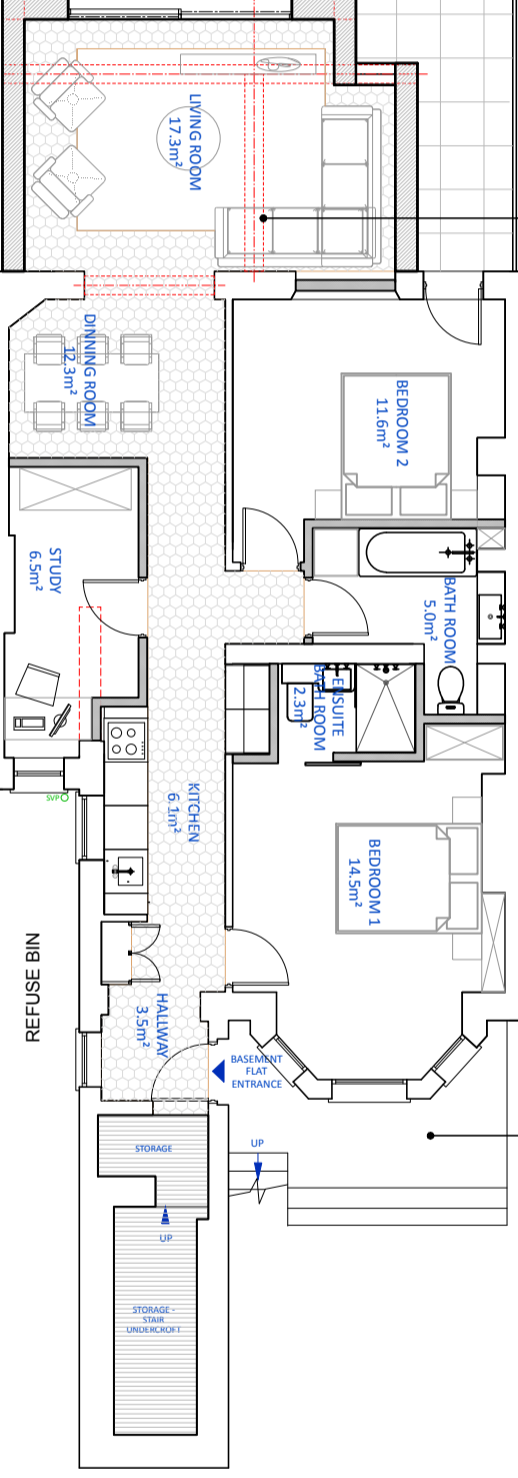 LIVING ROOM
17.3m²
DINNING ROOM
12.3m²
BEDROOM 2
11.6m²
STUDY
6.5m²
BATH ROOM
5.0m²
ENSUITE
BATH ROOM
2.3m²
SVP
KITCHEN
6.1m²
BEDROOM 1
14.5m²
REFUSE BIN
HALLWAY
3.5m²
BASEMENT
FLAT
ENTRANCE
STORAGE
UP
UP
STORAGE -
STAIR
UNDERCROFT